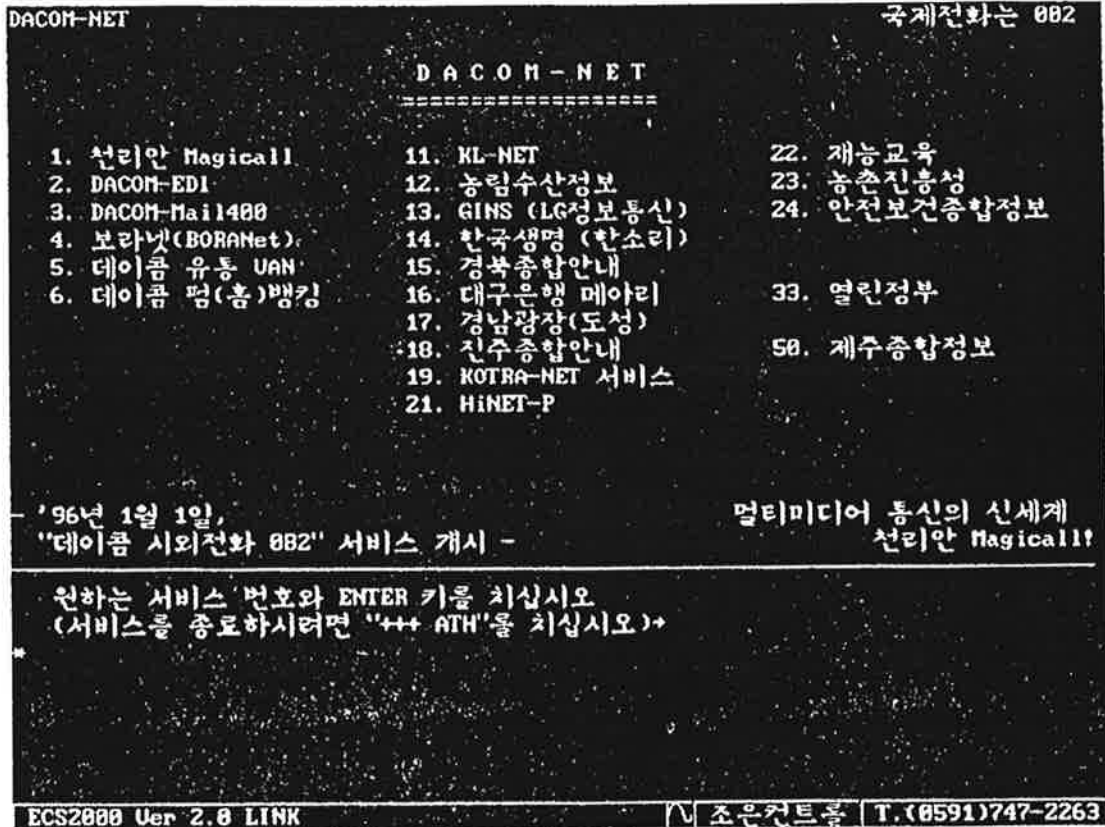 DACOM-NET 국제전화는 002
D A C O M - N E T
==================
1. 천리안 Magicall
2. DACOM-EDI
3. DACOM-Mail400
4. 보라넷(BORANet)
5. 데이콤 유통 VAN
6. 데이콤 펌(홈)뱅킹
11. KL-NET
12. 농림수산정보
13. GINS (LG정보통신)
14. 한국생명 (한소리)
15. 경북종합안내
16. 대구은행 메아리
17. 경남광장(도청)
18. 진주종합안내
19. KOTRA-NET 서비스
21. HiNET-P
22. 재능교육
23. 농촌진흥청
24. 안전보건종합정보
33. 열린정부
50. 제주종합정보
- '96년 1월 1일,
"데이콤 시외전화 082" 서비스 개시 -
멀티미디어 통신의 신세계
천리안 Magicall!
원하는 서비스 번호와 ENTER 키를 치십시오
(서비스를 종료하시려면 "+++ ATH"를 치십시오)+
*
ECS2000 Ver 2.0 LINK 조은컨트롤 T.(0591)747-2263